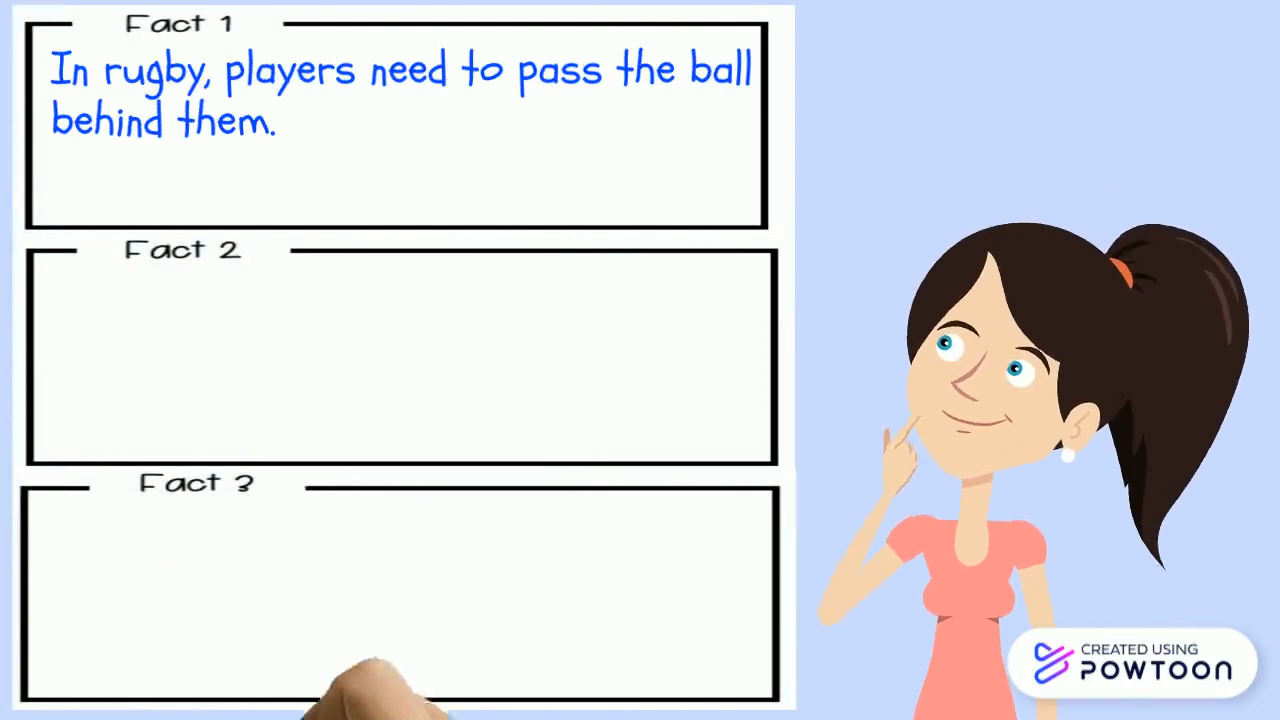 Fact 1
In rugby, players need to pass the ball
behind them.
Fact 2
Fact 3
CREATED USING
POWTOON